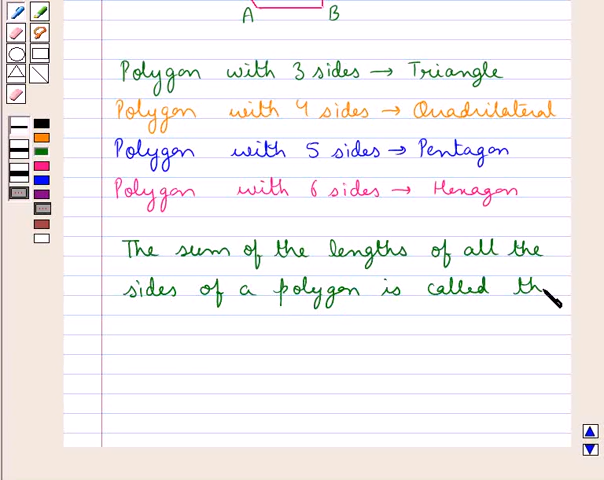 A B
Polygon with 3 sides → Triangle
Polygon with 4 sides → Quadrilateral
Polygon with 5 sides → Pentagon
Polygon with 6 sides → Hexagon
The sum of the lengths of all the
sides of a polygon is called th